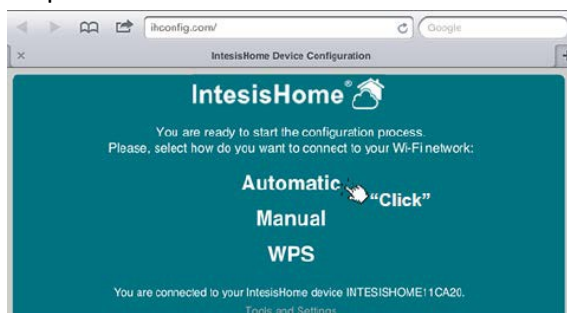 ihconfig.com/
Google
IntesisHome Device Configuration
IntesisHome®
You are ready to start the configuration process.
Please, select how do you want to connect to your Wi-Fi network:
Automatic
"Click"
Manual
WPS
You are connected to your IntesisHome device INTESISHOME11CA20.
Tools and Settings